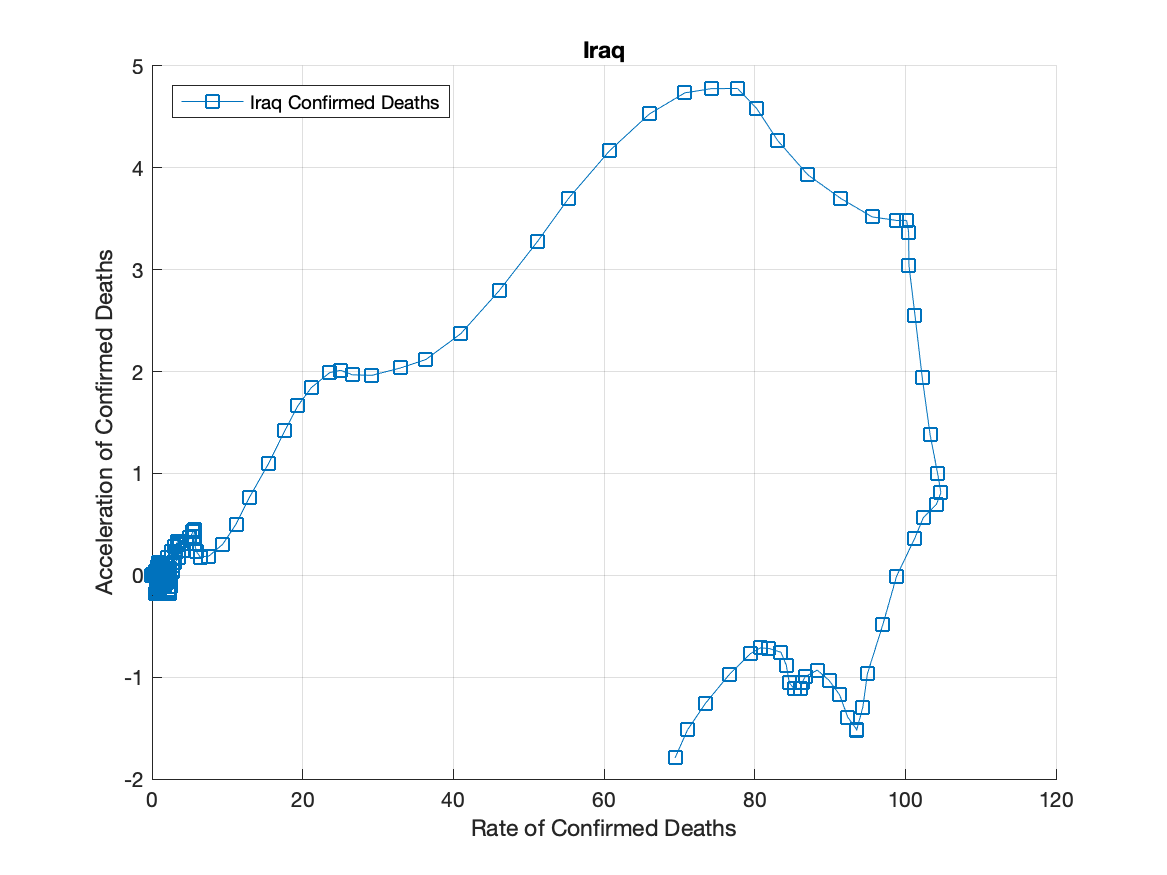 Iraq
Iraq Confirmed Deaths
Acceleration of Confirmed Deaths
5
4
3
2
1
0
-1
-2
0 20 40 60 80 100 120
Rate of Confirmed Deaths